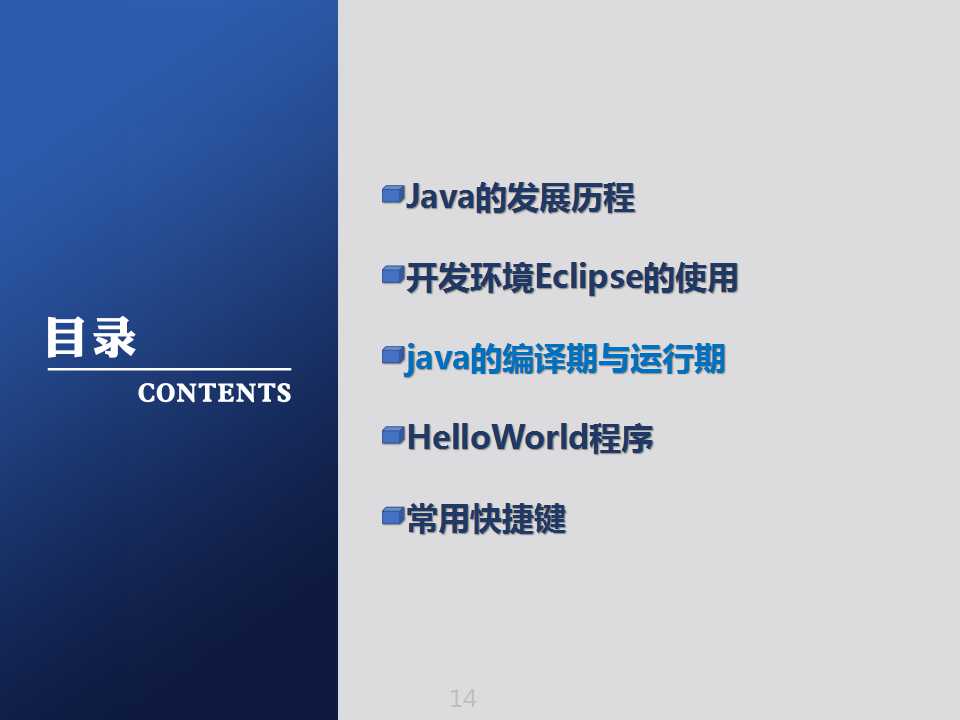 目录
CONTENTS
Java的发展历程
开发环境Eclipse的使用
java的编译期与运行期
HelloWorld程序
常用快捷键
14